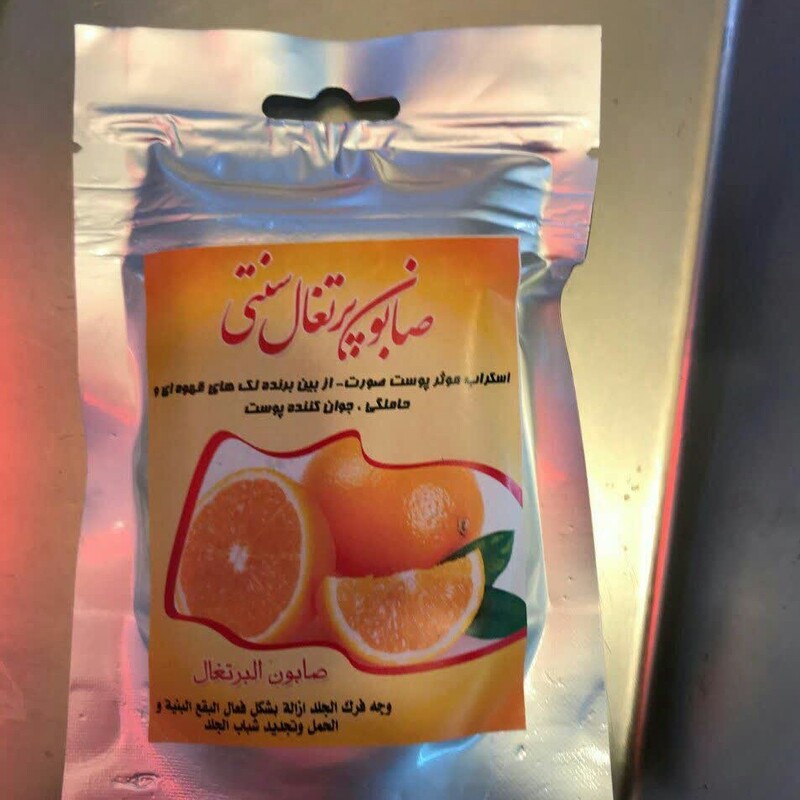 صابون پرتغال سنتی
اسکراب موثر پوست صورت- از بین برنده لک های قهوه ای و
حاملگی ، جوان کننده پوست
صابون البرتغال
وجه فرك الجلد ازالة بشكل فعال البقع البنية و
الحمل وتجديد شباب الجلد